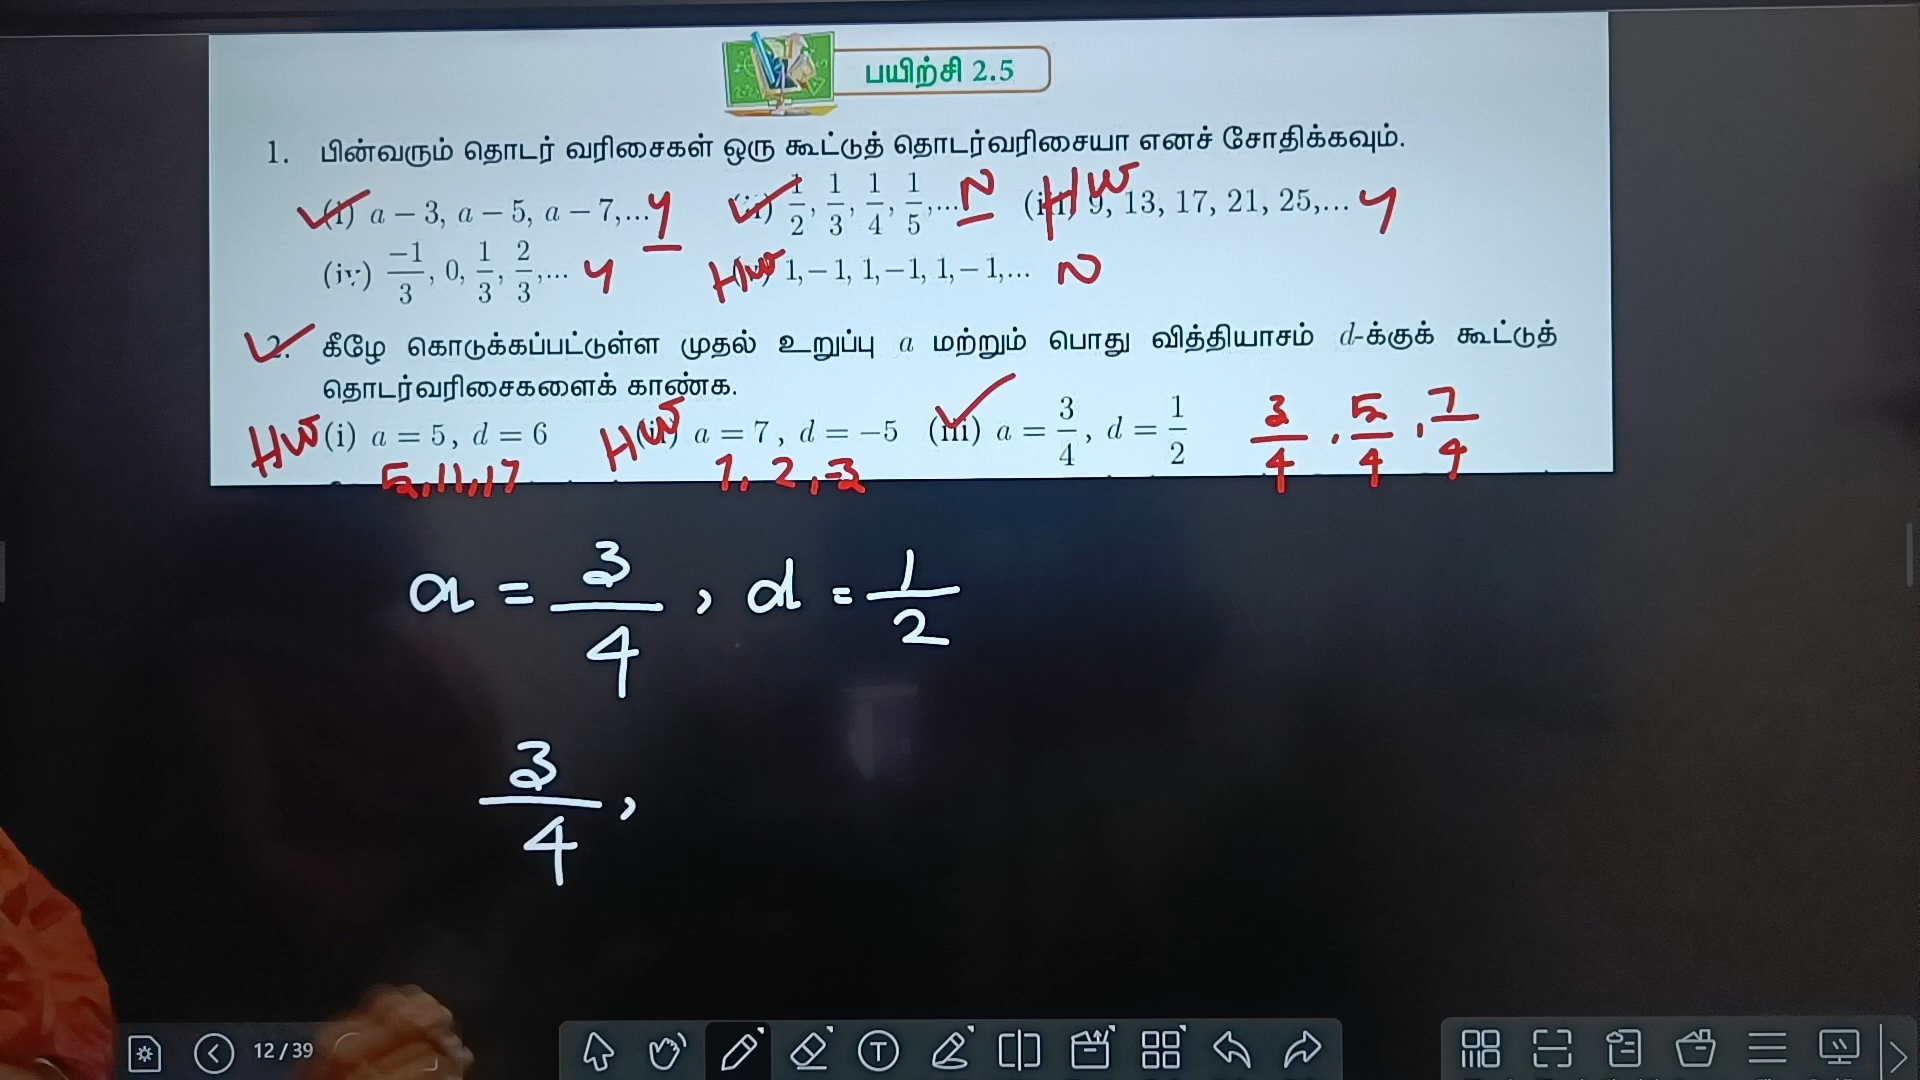 பயிற்சி 2.5
1. பின்வரும் தொடர் வரிசைகள் ஒரு கூட்டுத் தொடர்வரிசையா எனச் சோதிக்கவும்.
(i) a – 3, a – 5, a – 7,... Y (ii) 1/2, 1/3, 1/4, 1/5,... N HW (iii) 9, 13, 17, 21, 25,... Y
(iv) –1/3, 0, 1/3, 2/3,... Y HW 1, – 1, 1, –1, 1, – 1,... N
2. கீழே கொடுக்கப்பட்டுள்ள முதல் உறுப்பு a மற்றும் பொது வித்தியாசம் d-க்குக் கூட்டுத்
தொடர்வரிசைகளைக் காண்க.
HW (i) a = 5, d = 6 HW (ii) a = 7, d = –5 (iii) a = 3/4, d = 1/2 3/4, 5/4, 7/4
5, 11, 17 7, 2, -3
a = 3/4, d = 1/2
3/4,
12/39